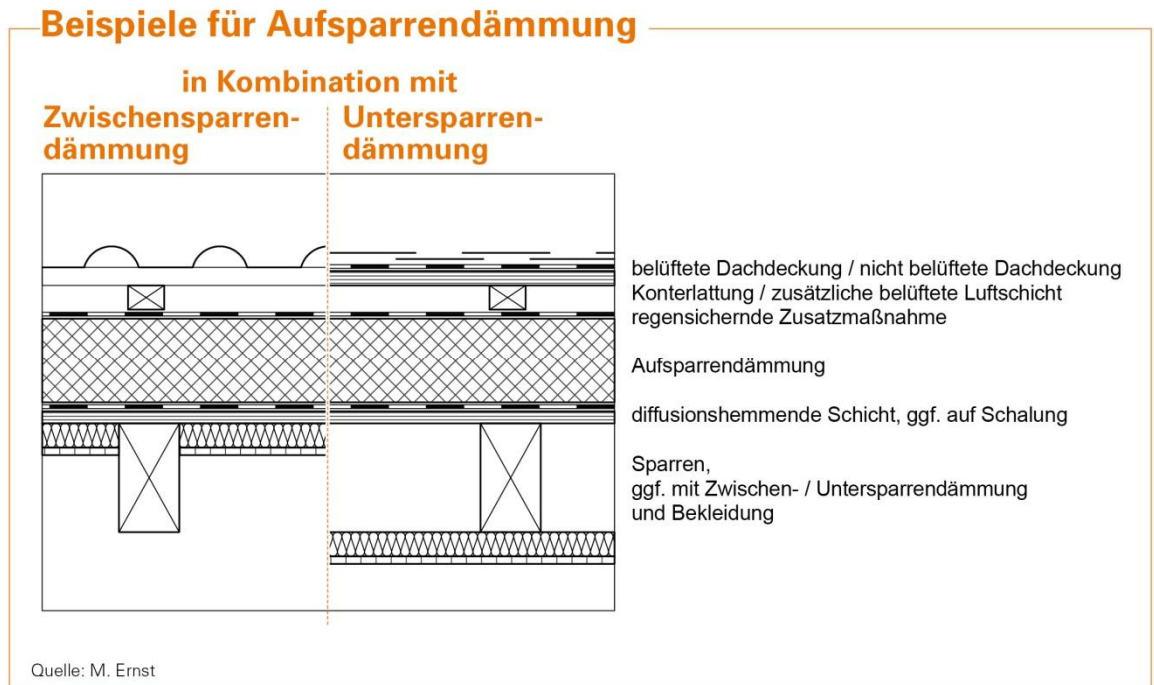 Beispiele für Aufsparrendämmung
in Kombination mit
Zwischensparren-
dämmung
Untersparren-
dämmung
belüftete Dachdeckung / nicht belüftete Dachdeckung
Konterlattung / zusätzliche belüftete Luftschicht
regensichernde Zusatzmaßnahme
Aufsparrendämmung
diffusionshemmende Schicht, ggf. auf Schalung
Sparren,
ggf. mit Zwischen- / Untersparrendämmung
und Bekleidung
Quelle: M. Ernst